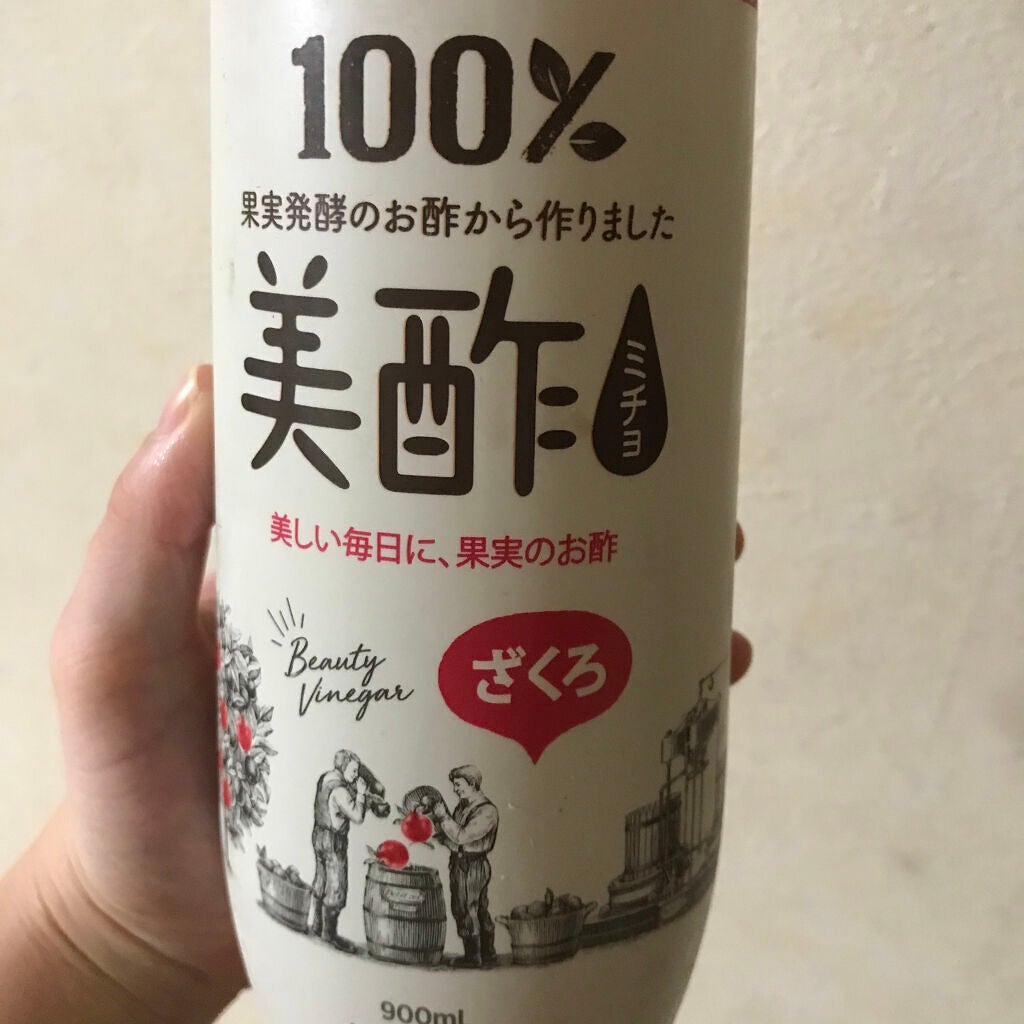 100%
果実発酵のお酢から作りました
美酢
ミチョ
美しい毎日に、果実のお酢
Beauty
Vinegar
ざくろ
900ml